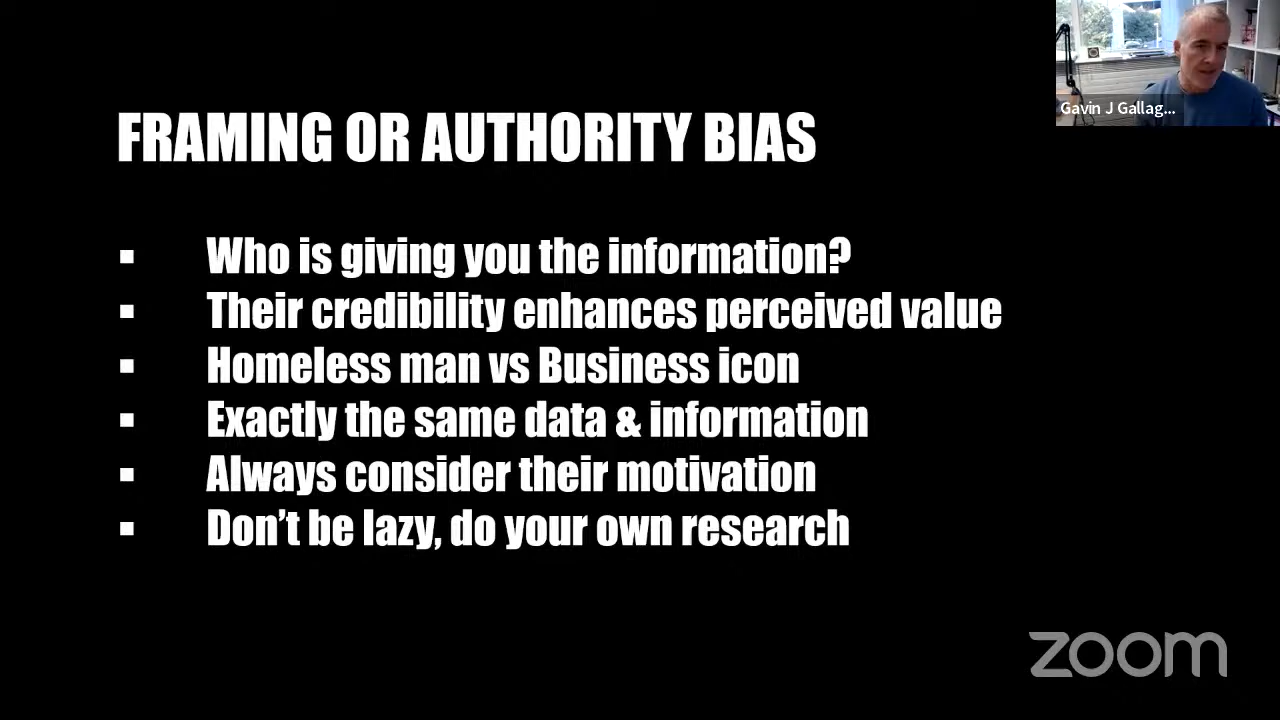 Gavin J Gallag...
FRAMING OR AUTHORITY BIAS
▪ Who is giving you the information?
▪ Their credibility enhances perceived value
▪ Homeless man vs Business icon
▪ Exactly the same data & information
▪ Always consider their motivation
▪ Don’t be lazy, do your own research
zoom